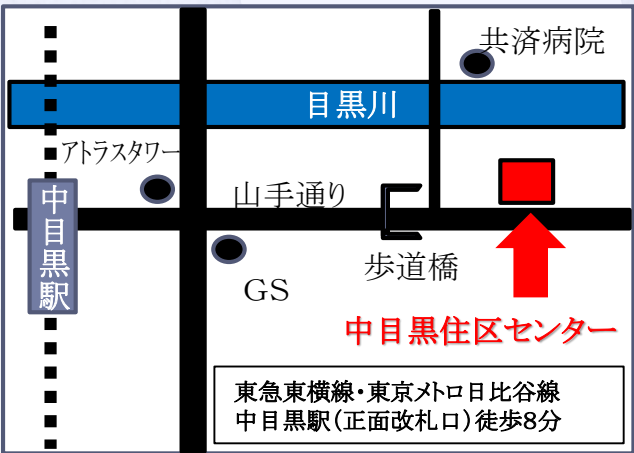 共済病院
目黒川
アトラスタワー
中目黒駅
山手通り
歩道橋
GS
中目黒住区センター
東急東横線・東京メトロ日比谷線
中目黒駅(正面改札口)徒歩8分